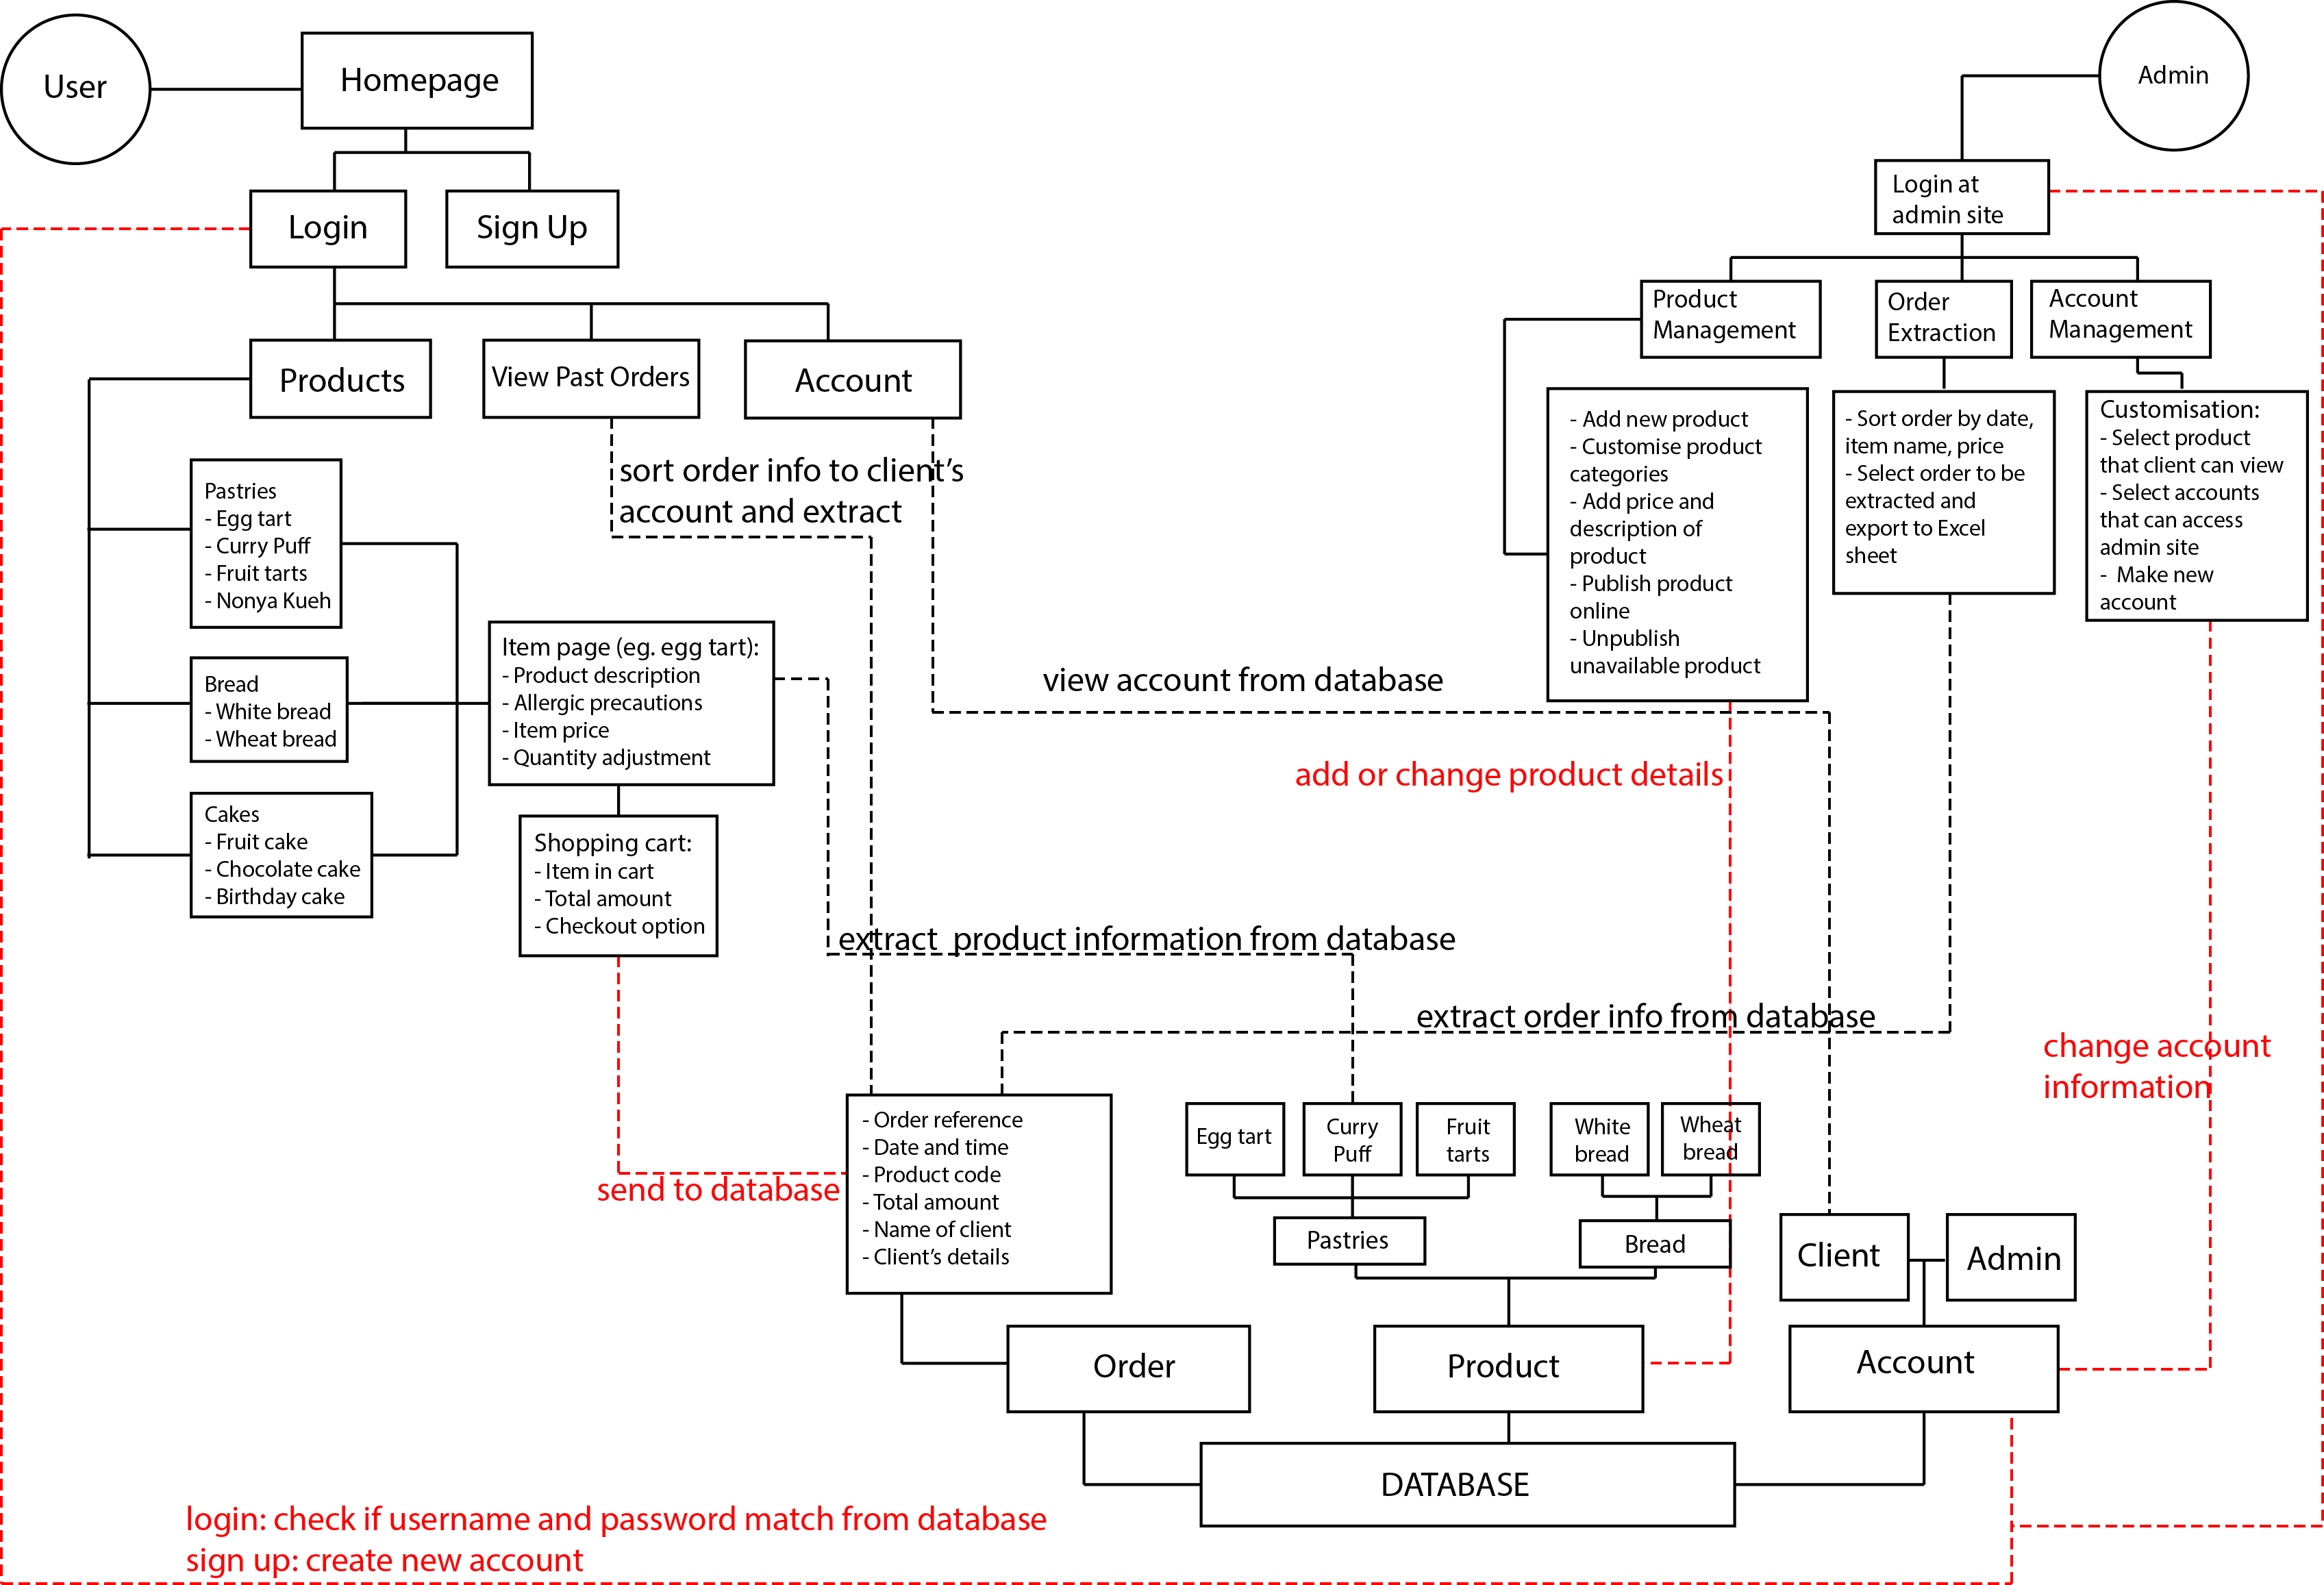 User
Homepage
Admin
Login
Sign Up
Login at
admin site
Products
View Past Orders
Account
Product
Management
Order
Extraction
Account
Management
sort order info to client’s
account and extract
Pastries
- Egg tart
- Curry Puff
- Fruit tarts
- Nonya Kueh
Bread
- White bread
- Wheat bread
Cakes
- Fruit cake
- Chocolate cake
- Birthday cake
Item page (eg. egg tart):
- Product description
- Allergic precautions
- Item price
- Quantity adjustment
Shopping cart:
- Item in cart
- Total amount
- Checkout option
- Add new product
- Customise product
categories
- Add price and
description of
product
- Publish product
online
- Unpublish
unavailable product
- Sort order by date,
item name, price
- Select order to be
extracted and
export to Excel
sheet
Customisation:
- Select product
that client can view
- Select accounts
that can access
admin site
- Make new
account
view account from database
add or change product details
extract product information from database
extract order info from database
change account
information
send to database
- Order reference
- Date and time
- Product code
- Total amount
- Name of client
- Client’s details
Egg tart
Curry
Puff
Fruit
tarts
White
bread
Wheat
bread
Pastries
Bread
Client
Admin
Order
Product
Account
DATABASE
login: check if username and password match from database
sign up: create new account